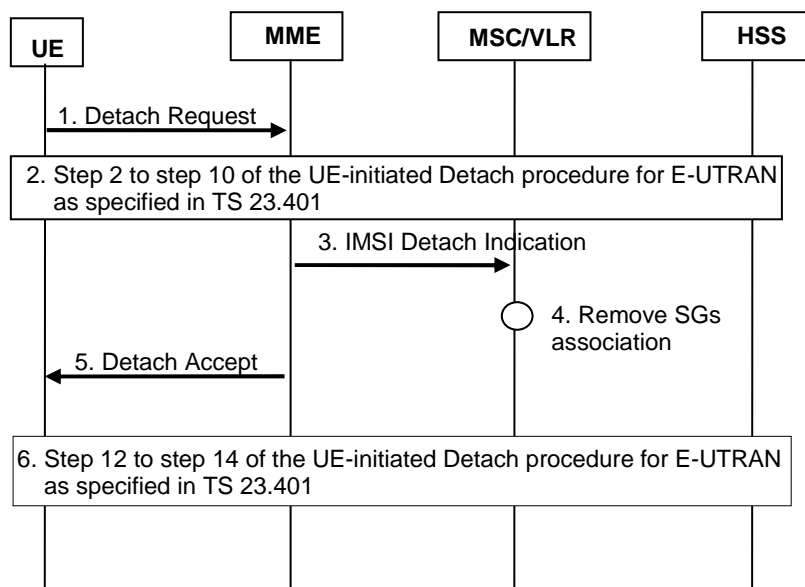 UE
MME
MSC/VLR
HSS
1. Detach Request
2. Step 2 to step 10 of the UE-initiated Detach procedure for E-UTRAN
as specified in TS 23.401
3. IMSI Detach Indication
4. Remove SGs
association
5. Detach Accept
6. Step 12 to step 14 of the UE-initiated Detach procedure for E-UTRAN
as specified in TS 23.401